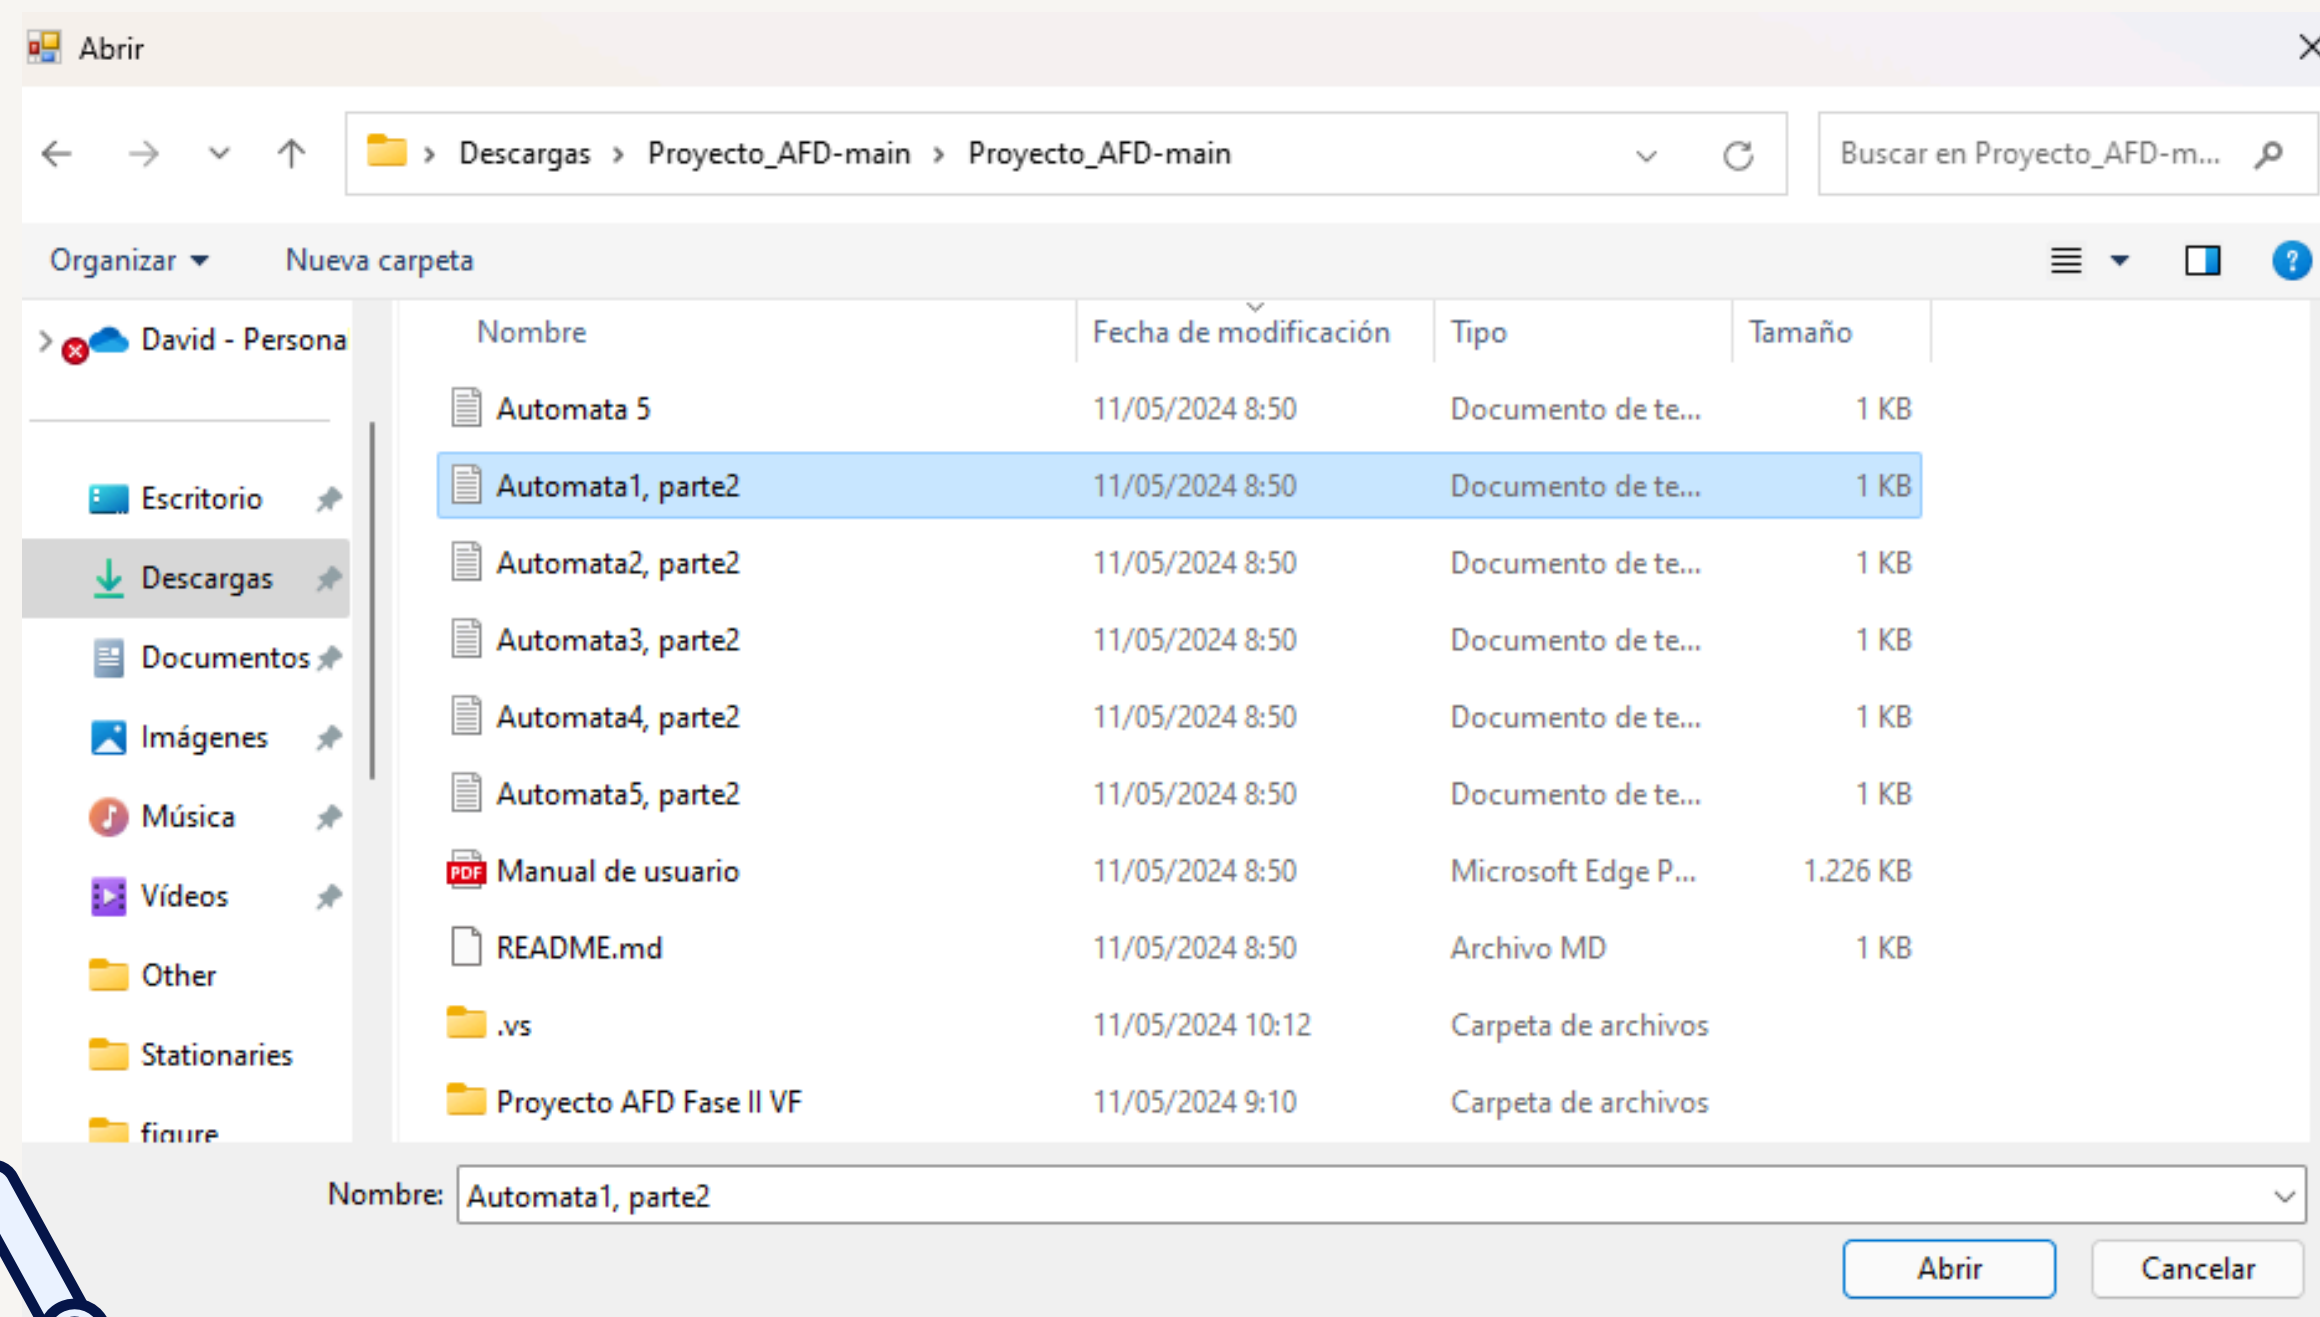 Abrir
Descargas > Proyecto_AFD-main > Proyecto_AFD-main
Buscar en Proyecto_AFD-m...
Organizar Nueva carpeta
David - Persona
Escritorio
Descargas
Documentos
Imágenes
Música
Vídeos
Other
Stationaries
figure
Nombre Fecha de modificación Tipo Tamaño
Automata 5 11/05/2024 8:50 Documento de te... 1 KB
Automata1, parte2 11/05/2024 8:50 Documento de te... 1 KB
Automata2, parte2 11/05/2024 8:50 Documento de te... 1 KB
Automata3, parte2 11/05/2024 8:50 Documento de te... 1 KB
Automata4, parte2 11/05/2024 8:50 Documento de te... 1 KB
Automata5, parte2 11/05/2024 8:50 Documento de te... 1 KB
PDF Manual de usuario 11/05/2024 8:50 Microsoft Edge P... 1.226 KB
README.md 11/05/2024 8:50 Archivo MD 1 KB
.vs 11/05/2024 10:12 Carpeta de archivos
Proyecto AFD Fase II VF 11/05/2024 9:10 Carpeta de archivos
Nombre: Automata1, parte2
Abrir Cancelar